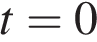 t = 0